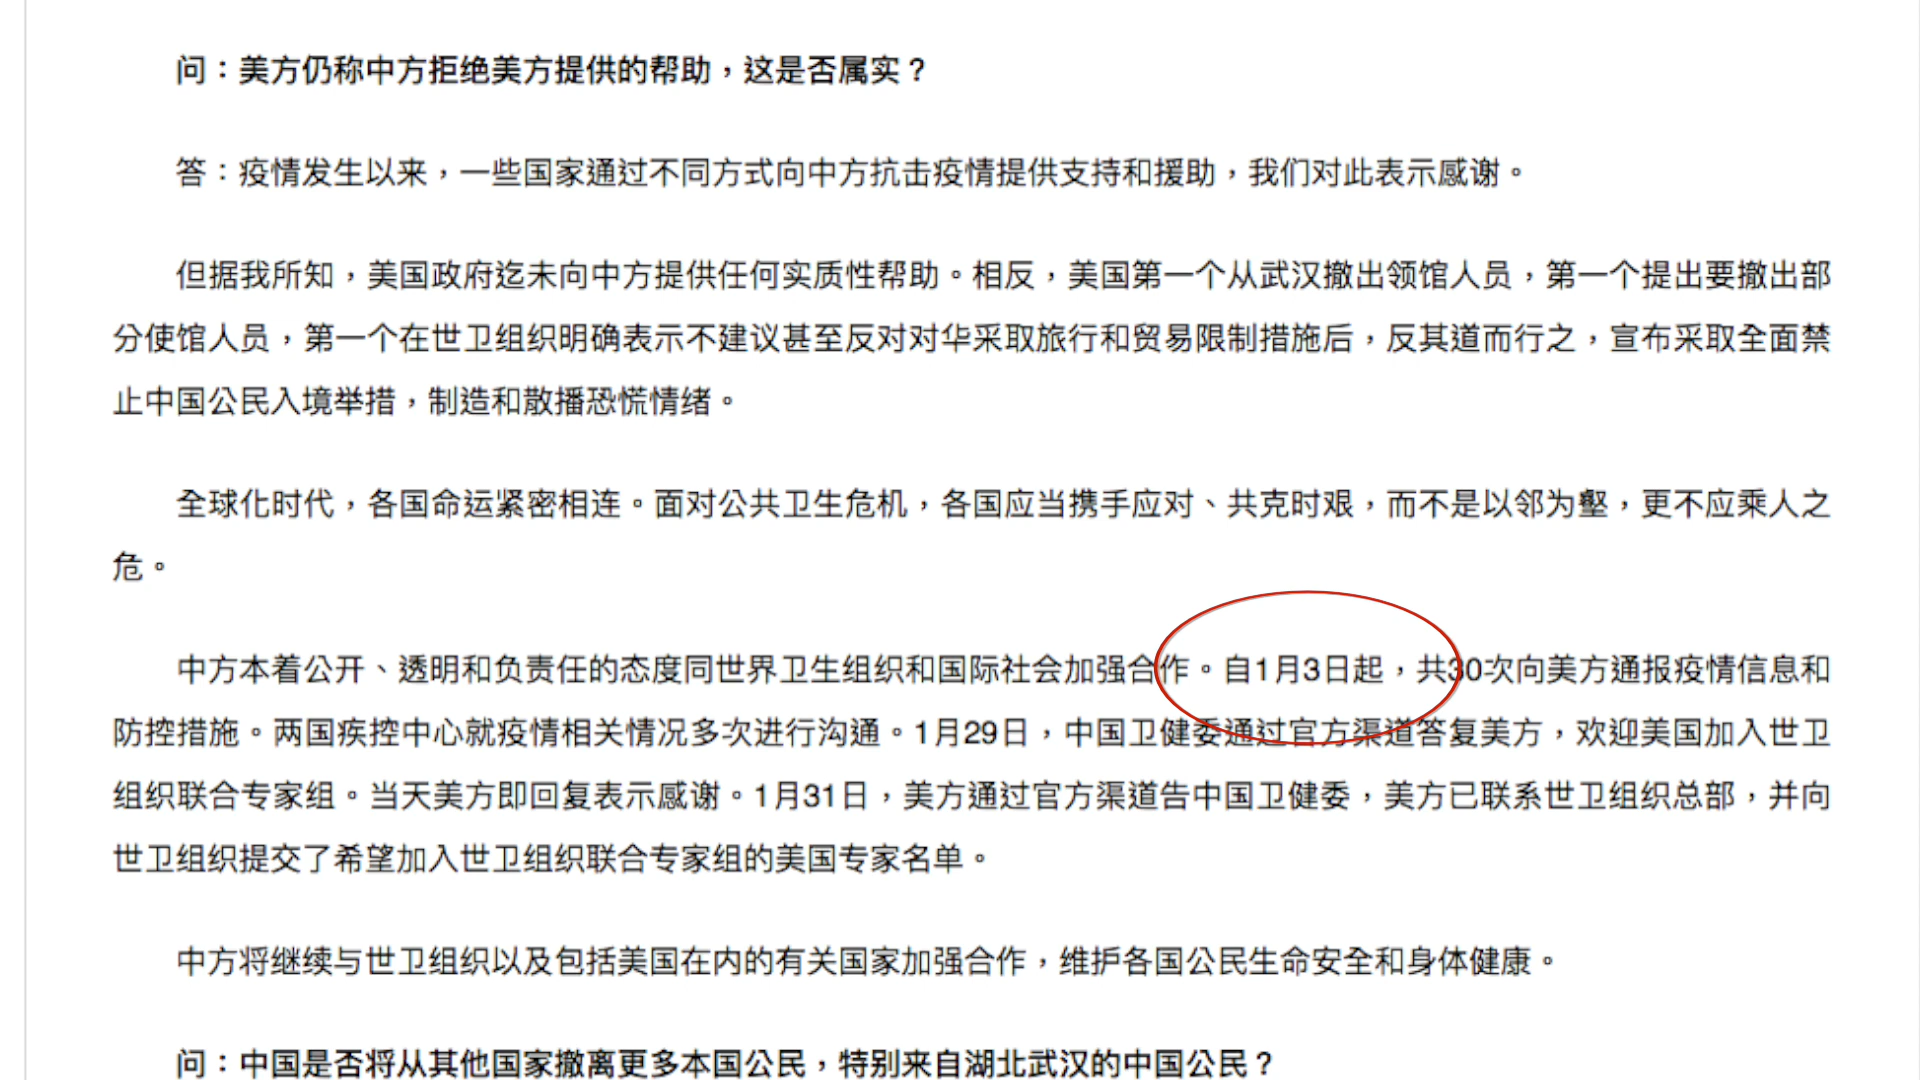 问：美方仍称中方拒绝美方提供的帮助，这是否属实？
答：疫情发生以来，一些国家通过不同方式向中方抗击疫情提供支持和援助，我们对此表示感谢。
但据我所知，美国政府迄未向中方提供任何实质性帮助。相反，美国第一个从武汉撤出领馆人员，第一个提出要撤出部
分使馆人员，第一个在世卫组织明确表示不建议甚至反对对华采取旅行和贸易限制措施后，反其道而行之，宣布采取全面禁
止中国公民入境举措，制造和散播恐慌情绪。
全球化时代，各国命运紧密相连。面对公共卫生危机，各国应当携手应对、共克时艰，而不是以邻为壑，更不应乘人之
危。
中方本着公开、透明和负责任的态度同世界卫生组织和国际社会加强合作。自1月3日起，共30次向美方通报疫情信息和
防控措施。两国疾控中心就疫情相关情况多次进行沟通。1月29日，中国卫健委通过官方渠道答复美方，欢迎美国加入世卫
组织联合专家组。当天美方即回复表示感谢。1月31日，美方通过官方渠道告中国卫健委，美方已联系世卫组织总部，并向
世卫组织提交了希望加入世卫组织联合专家组的美国专家名单。
中方将继续与世卫组织以及包括美国在内的有关国家加强合作，维护各国公民生命安全和身体健康。
问：中国是否将从其他国家撤离更多本国公民，特别来自湖北武汉的中国公民？